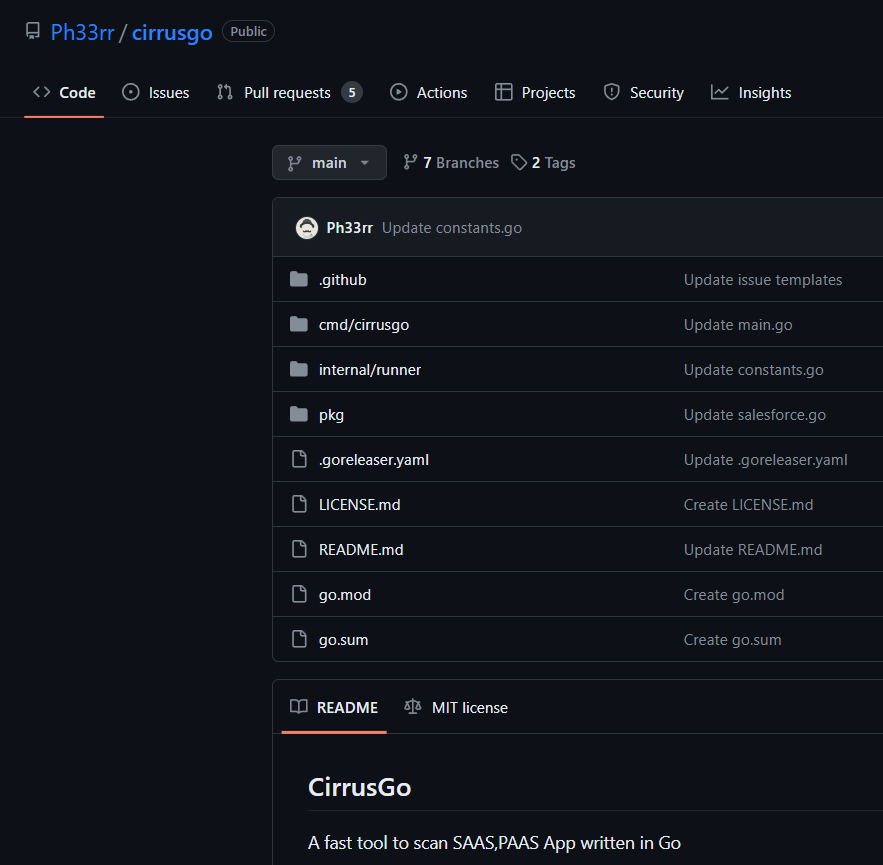 Ph33rr / cirrusgo Public
Code Issues Pull requests 5 Actions Projects Security Insights
main 7 Branches 2 Tags
Ph33rr Update constants.go
.github Update issue templates
cmd/cirrusgo Update main.go
internal/runner Update constants.go
pkg Update salesforce.go
.goreleaser.yaml Update .goreleaser.yaml
LICENSE.md Create LICENSE.md
README.md Update README.md
go.mod Create go.mod
go.sum Create go.sum
README MIT license
CirrusGo
A fast tool to scan SAAS,PAAS App written in Go